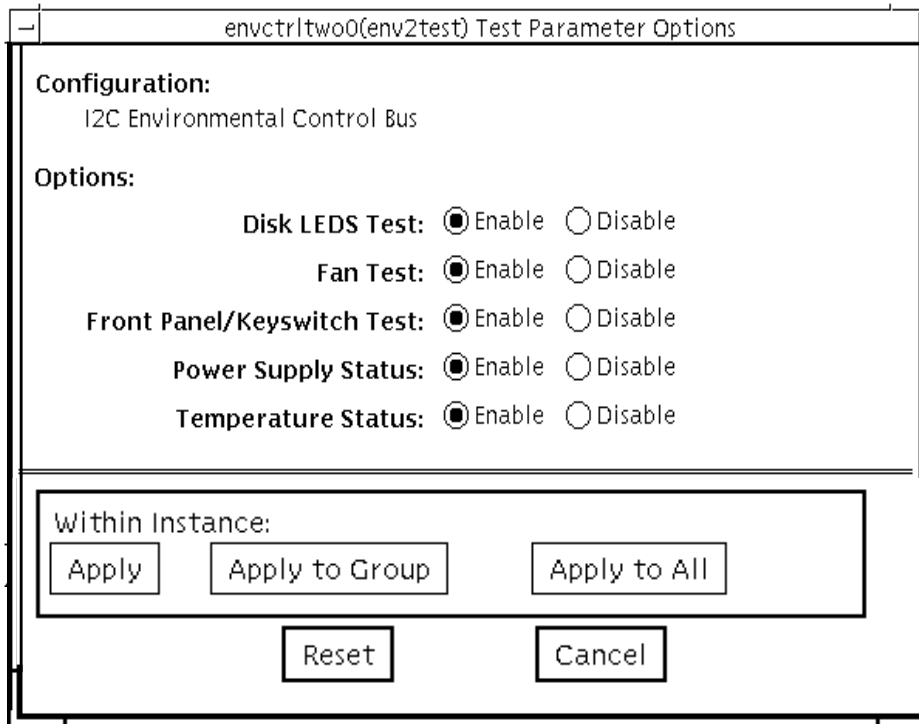 envctrltwo0(env2test) Test Parameter Options
Configuration:
I2C Environmental Control Bus
Options:
Disk LEDS Test: Enable Disable
Fan Test: Enable Disable
Front Panel/Keyswitch Test: Enable Disable
Power Supply Status: Enable Disable
Temperature Status: Enable Disable
Within Instance:
Apply Apply to Group Apply to All
Reset Cancel